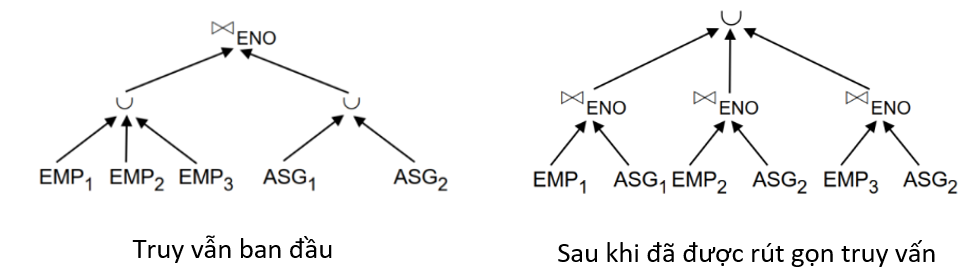 ⋈ENO
∪
∪
EMP₁ EMP₂ EMP₃ ASG₁ ASG₂
Truy vẫn ban đầu
∪
⋈ENO ⋈ENO ⋈ENO
EMP₁ ASG₁ EMP₂ ASG₂ EMP₃ ASG₂
Sau khi đã được rút gọn truy vấn